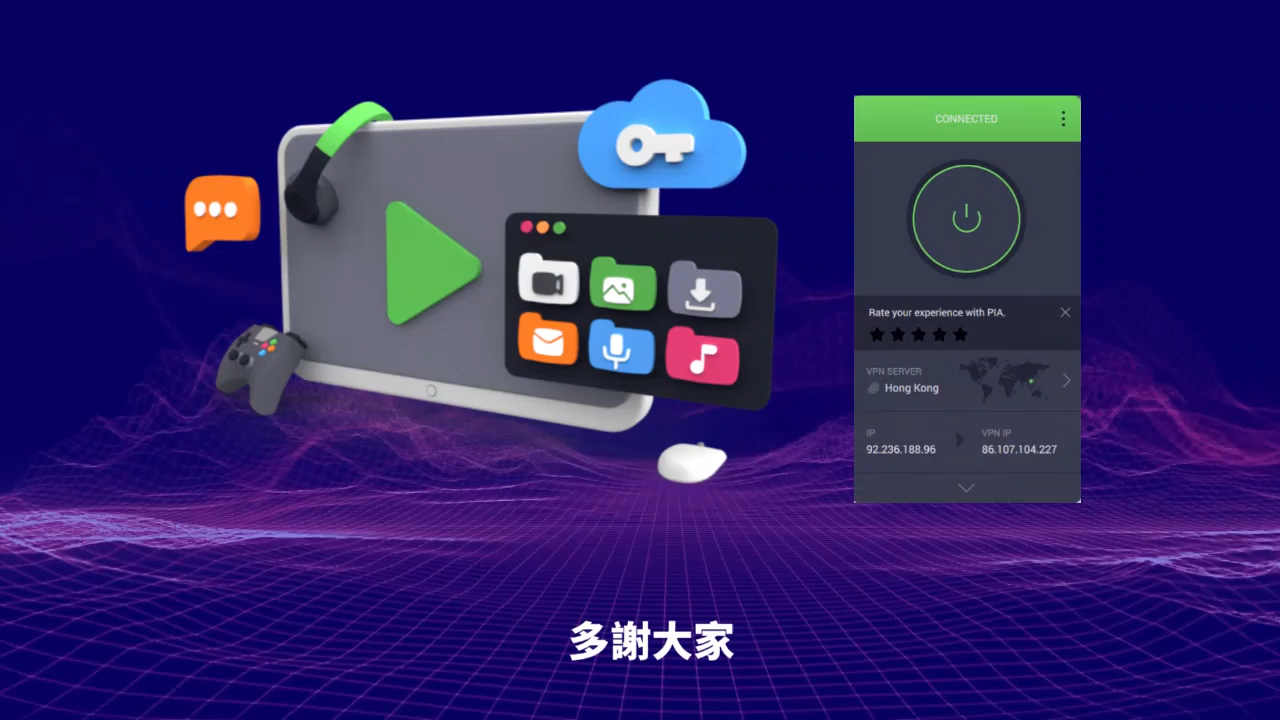 CONNECTED
Rate your experience with PIA.
VPN SERVER
Hong Kong
IP
92.236.188.96
VPN IP
86.107.104.227
多謝大家